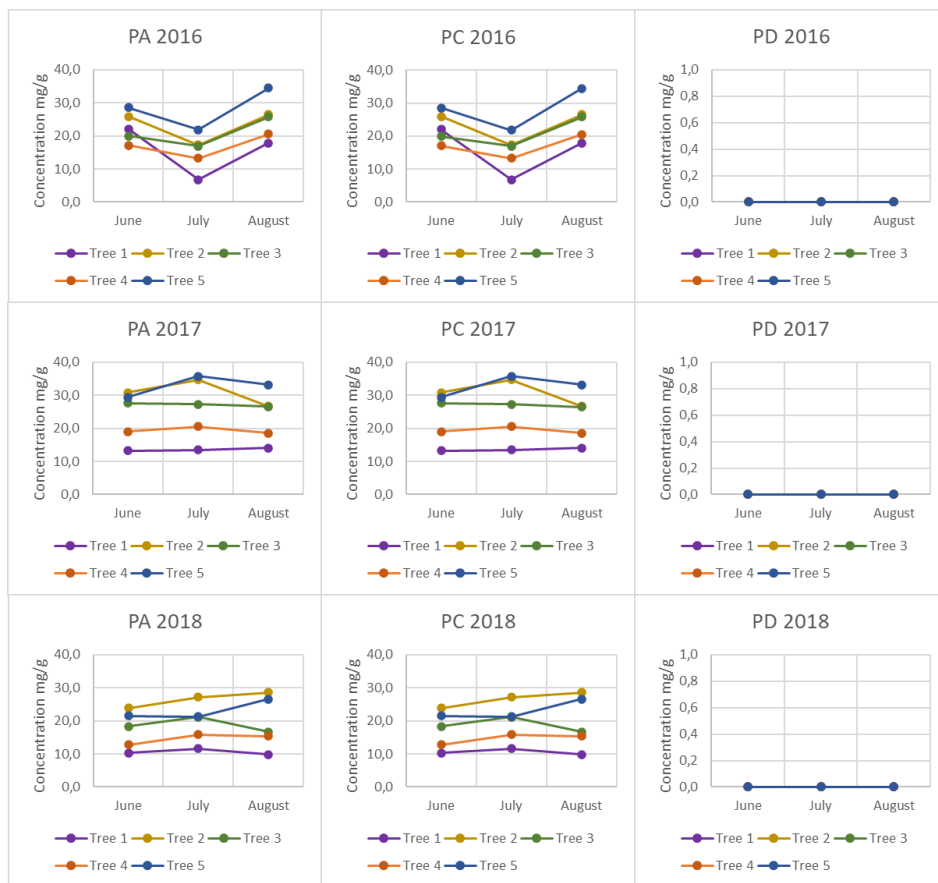 PA 2016
Concentration mg/g
40,0
30,0
20,0
10,0
0,0
June July August
Tree 1 Tree 2 Tree 3
Tree 4 Tree 5
PC 2016
Concentration mg/g
40,0
30,0
20,0
10,0
0,0
June July August
Tree 1 Tree 2 Tree 3
Tree 4 Tree 5
PD 2016
Concentration mg/g
1,0
0,8
0,6
0,4
0,2
0,0
June July August
Tree 1 Tree 2 Tree 3
Tree 4 Tree 5
PA 2017
Concentration mg/g
40,0
30,0
20,0
10,0
0,0
June July August
Tree 1 Tree 2 Tree 3
Tree 4 Tree 5
PC 2017
Concentration mg/g
40,0
30,0
20,0
10,0
0,0
June July August
Tree 1 Tree 2 Tree 3
Tree 4 Tree 5
PD 2017
Concentration mg/g
1,0
0,8
0,6
0,4
0,2
0,0
June July August
Tree 1 Tree 2 Tree 3
Tree 4 Tree 5
PA 2018
Concentration mg/g
40,0
30,0
20,0
10,0
0,0
June July August
Tree 1 Tree 2 Tree 3
Tree 4 Tree 5
PC 2018
Concentration mg/g
40,0
30,0
20,0
10,0
0,0
June July August
Tree 1 Tree 2 Tree 3
Tree 4 Tree 5
PD 2018
Concentration mg/g
1,0
0,8
0,6
0,4
0,2
0,0
June July August
Tree 1 Tree 2 Tree 3
Tree 4 Tree 5